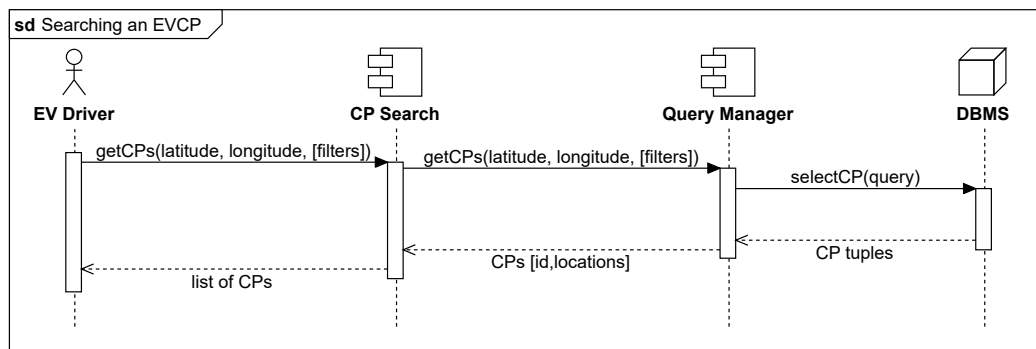 sd Searching an EVCP
EV Driver
CP Search
Query Manager
DBMS
getCPs(latitude, longitude, [filters])
getCPs(latitude, longitude, [filters])
selectCP(query)
CP tuples
CPs [id,locations]
list of CPs